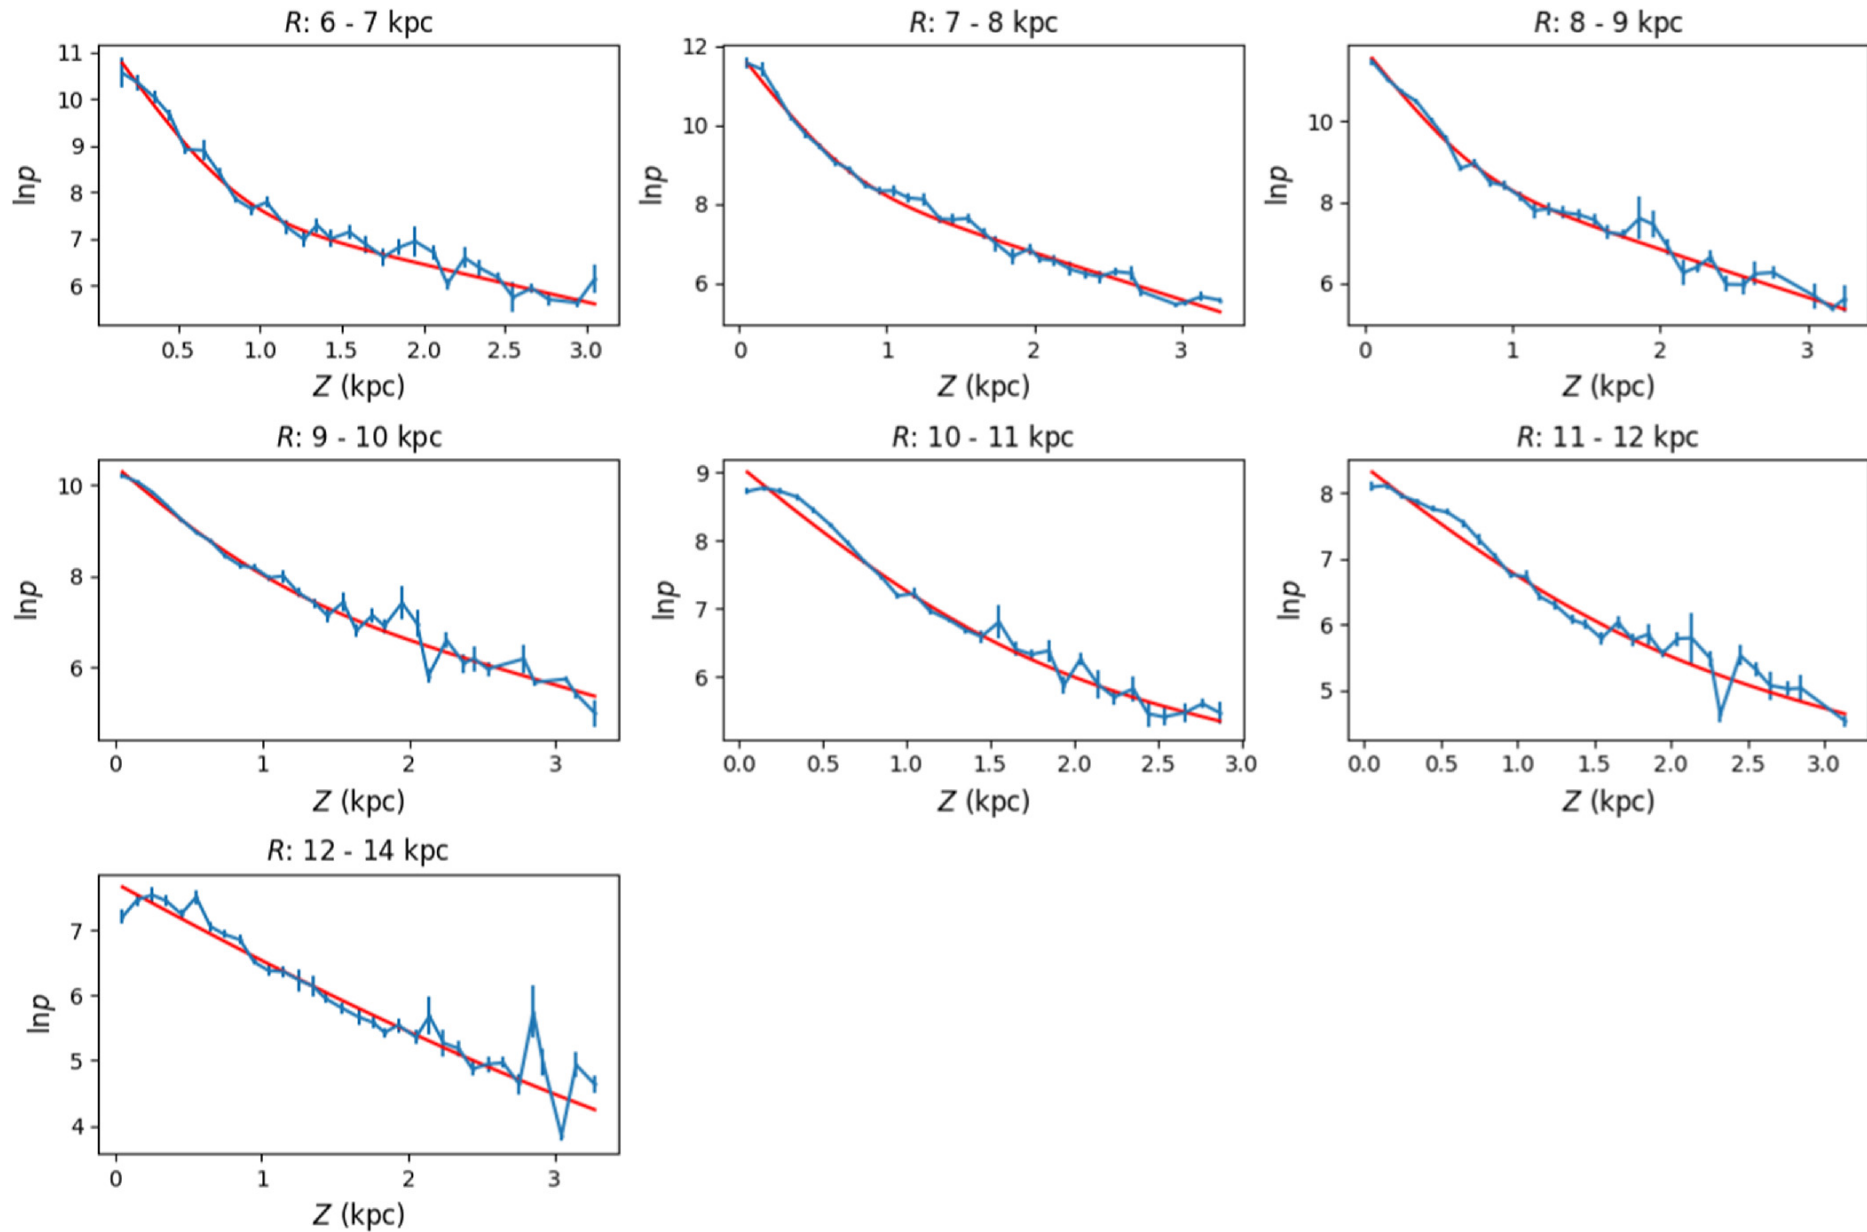 R: 6 - 7 kpc
R: 7 - 8 kpc
R: 8 - 9 kpc
11
10
9
8
7
6
lnp
0.5 1.0 1.5 2.0 2.5 3.0
Z (kpc)
12
10
8
6
lnp
0 1 2 3
Z (kpc)
10
8
6
lnp
0 1 2 3
Z (kpc)
R: 9 - 10 kpc
R: 10 - 11 kpc
R: 11 - 12 kpc
10
8
6
lnp
0 1 2 3
Z (kpc)
9
8
7
6
lnp
0.0 0.5 1.0 1.5 2.0 2.5 3.0
Z (kpc)
8
7
6
5
lnp
0.0 0.5 1.0 1.5 2.0 2.5 3.0
Z (kpc)
R: 12 - 14 kpc
7
6
5
4
lnp
0 1 2 3
Z (kpc)